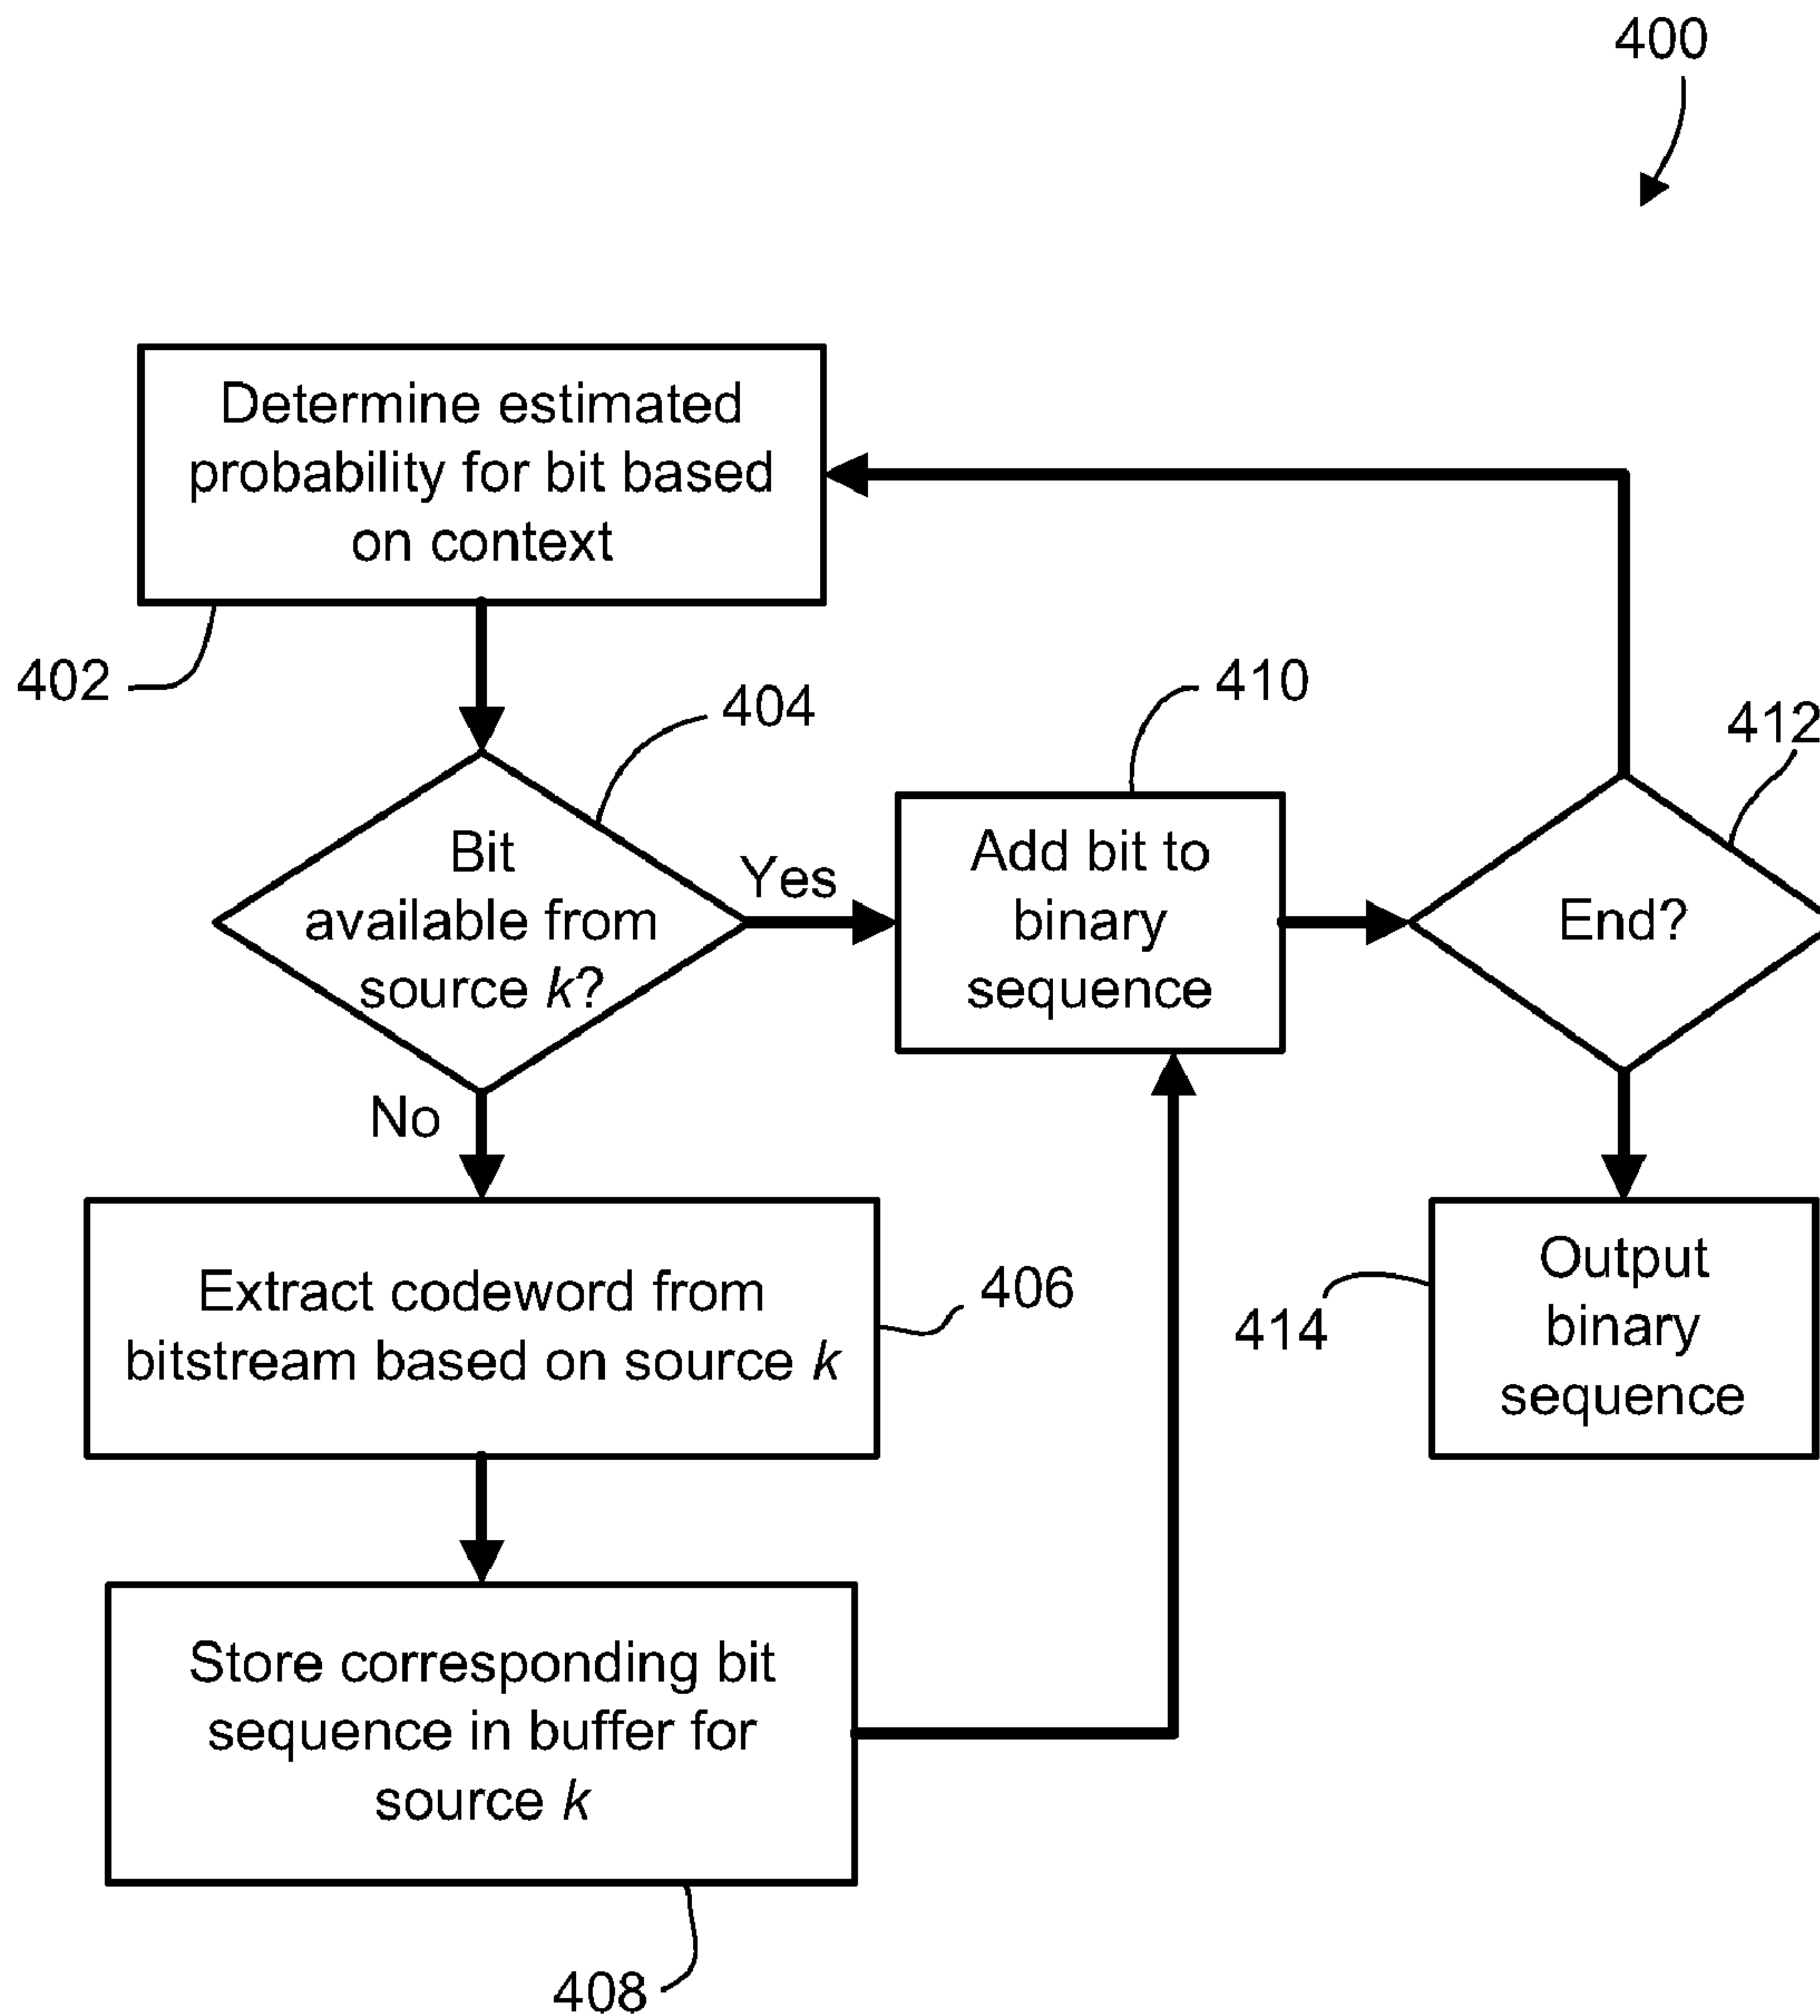 400
Determine estimated
probability for bit based
on context
402
404
Bit
available from
source k?
Yes
No
410
Add bit to
binary
sequence
412
End?
Extract codeword from
bitstream based on source k
406
Output
binary
sequence
414
Store corresponding bit
sequence in buffer for
source k
408